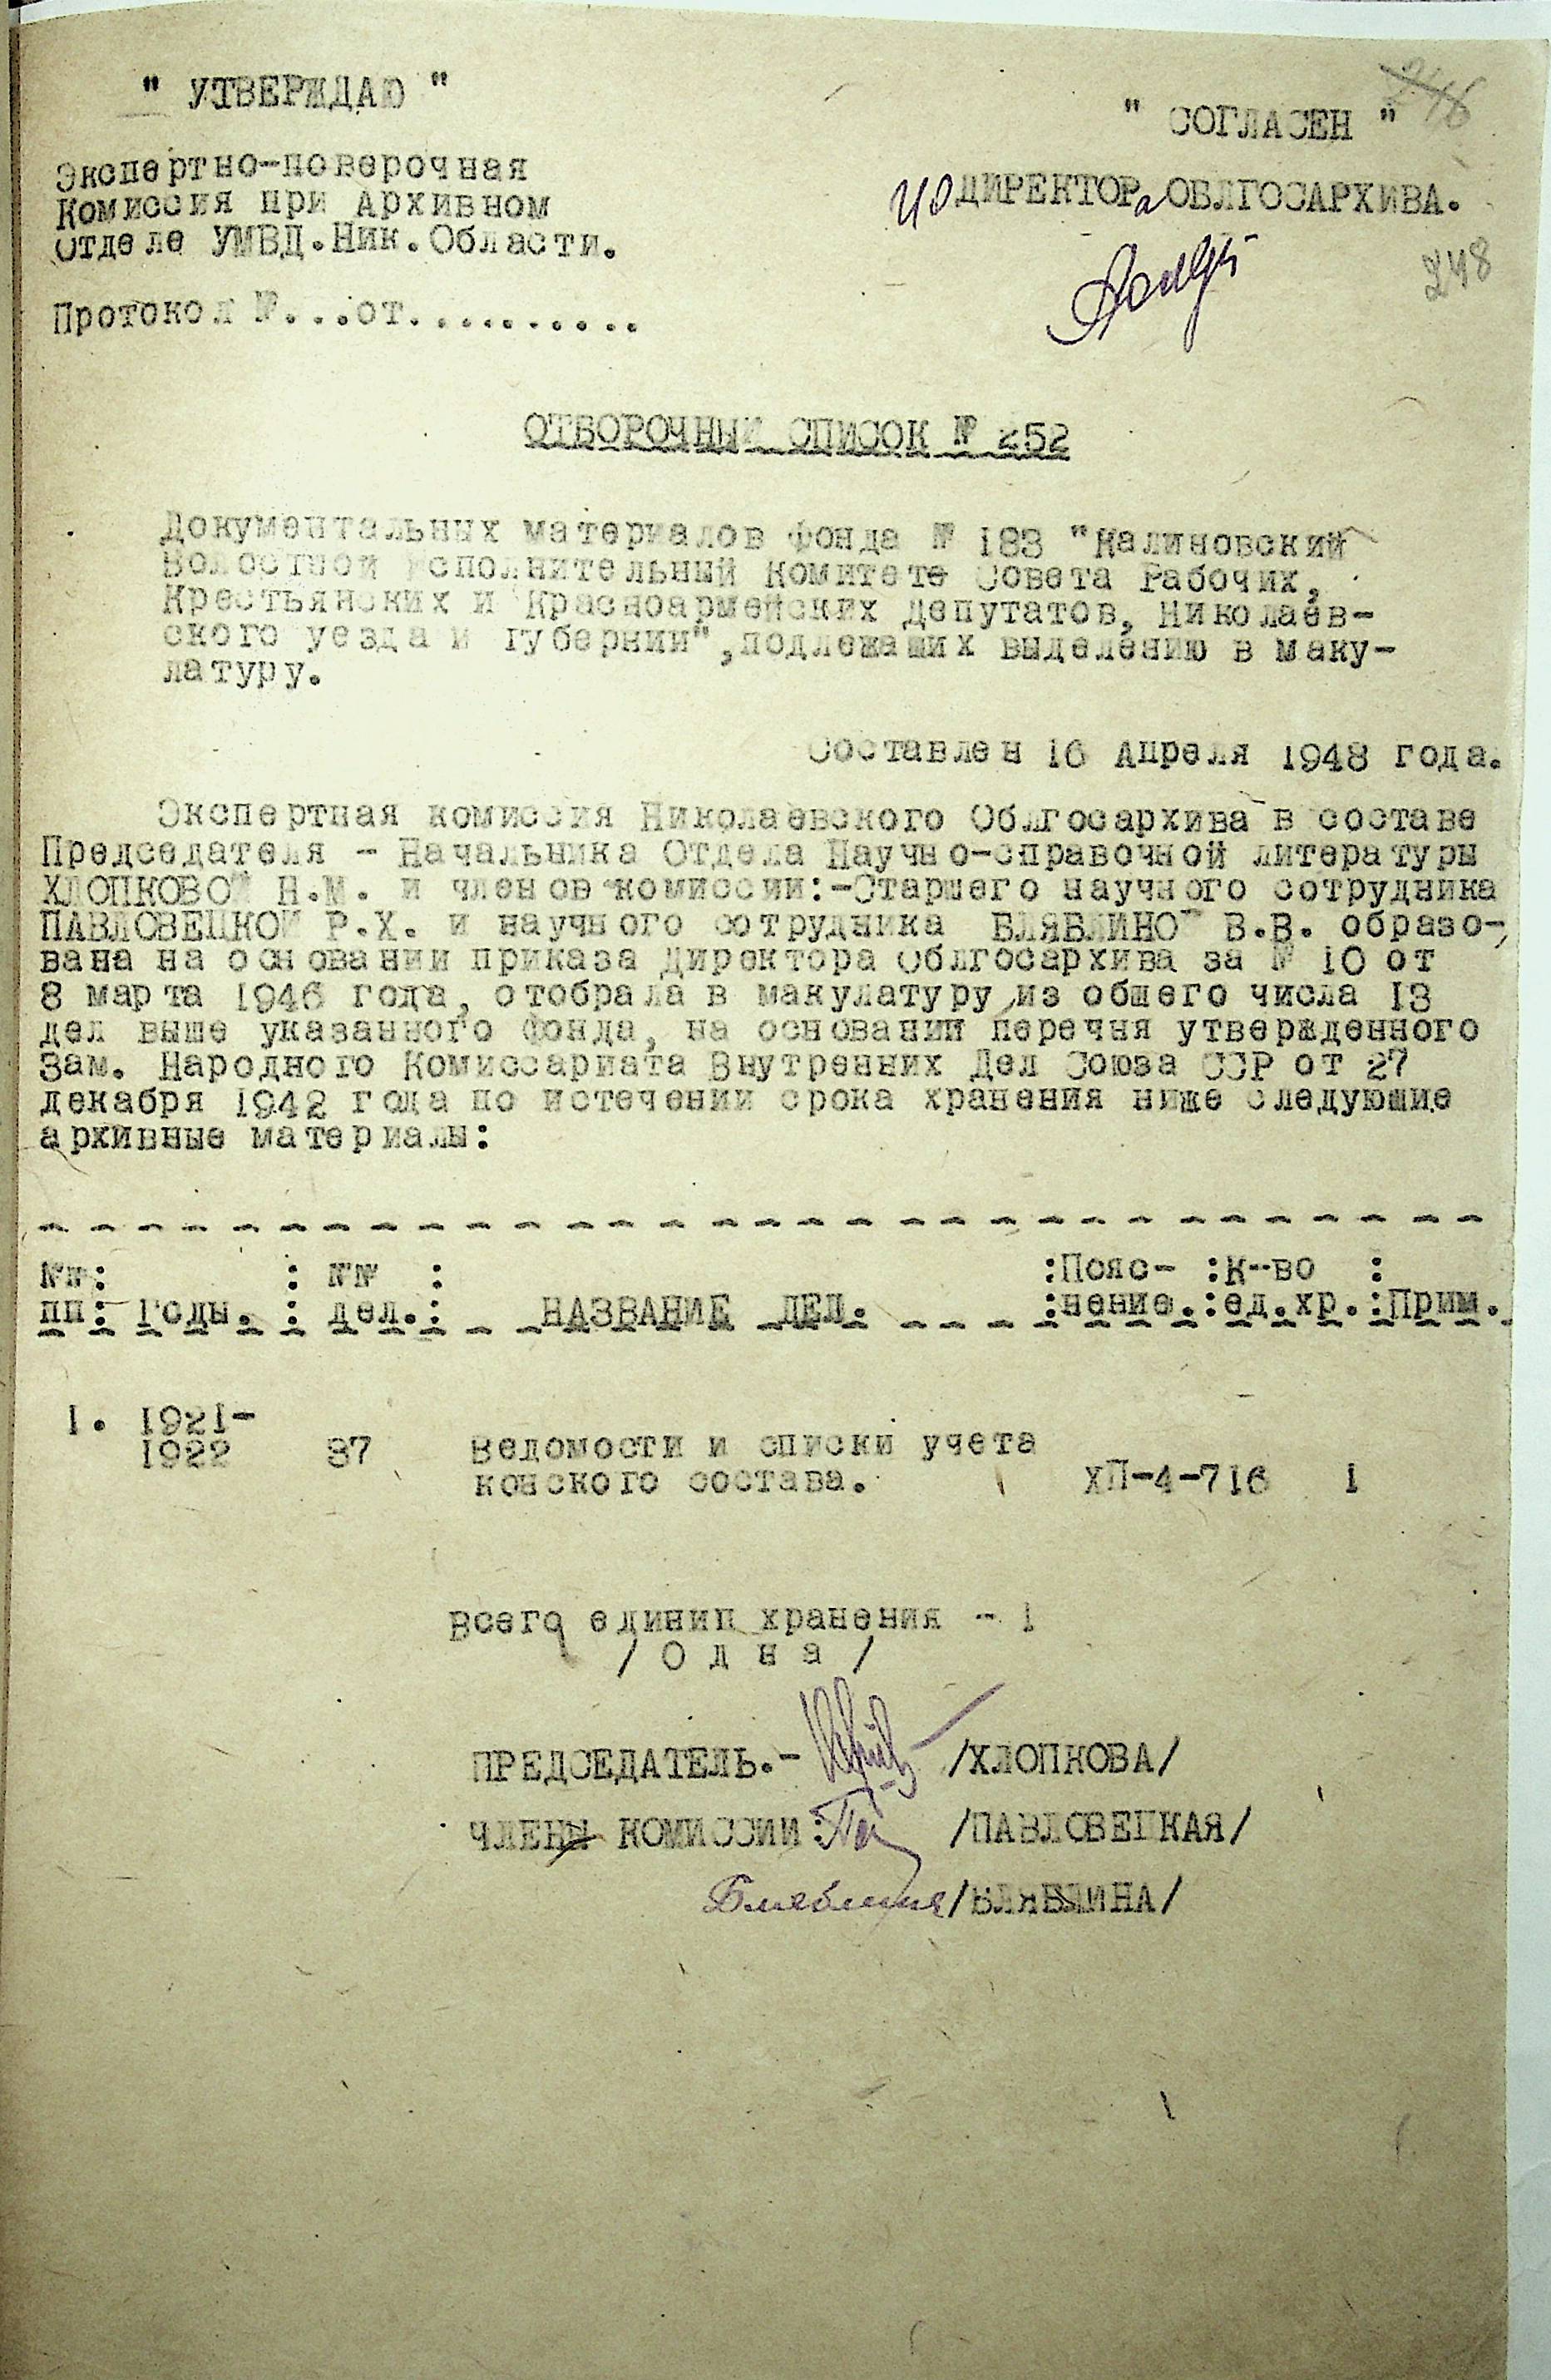 " УТВЕРЖДАЮ "
Экспертно-поверочная
Комиссия при Архивном
Отделе УМВД.Ник.Области.
Протокол №...от...........
246
" СОГЛАСЕН "
ИО ДИРЕКТОРа ОБЛГОСАРХИВА.
248
ОТБОРОЧНЫЙ СПИСОК № 252
Документальных материалов фонда № 183 "Калиновский
Волостной Исполнительный Комитете Совета Рабочих,
Крестьянских и Красноармейских Депутатов, Николаев-
ского уезда и Губернии",подлежаших выделению в маку-
латуру.
Составлен 16 Апреля 1948 года.
Экспертная комиссия Николаевского Облгосархива в составе
Председателя - Начальника Отдела Научно-справочной литературы
ХЛОПКОВОЙ Н.М. и членов комиссии:-Старшего научного сотрудника
ПАВЛОВЕЦКОЙ Р.Х. и научного сотрудника БЛЯБЛИНОЙ В.В. образо-
вана на основании приказа Директора Облгосархива за № 10 от
8 марта 1946 года, отобрала в макулатуру из обшего числа 13
дел выше указанного фонда, на основании перечня утвержденного
Зам. Народного Комиссариата Внутренних Дел Союза ССР от 27
декабря 1942 года по истечении срока хранения ниже следуюшие
архивные материалы:
№№: : №№ : :Пояс- :К-во :
пп: Годы. : дел.: НАЗВАНИЕ ДЕЛ. :нение.:ед.хр.:Прим.
1. 1921-
1922 87 Ведомости и списки учета
конского состава. ХП-4-716 1
Всего единиц хранения - 1
/ О д н а /
ПРЕДСЕДАТЕЛЬ.- /ХЛОПКОВА/
ЧЛЕНЫ КОМИССИИ: /ПАВЛОВЕЦКАЯ/
Бляблина /БЛЯБЛИНА/